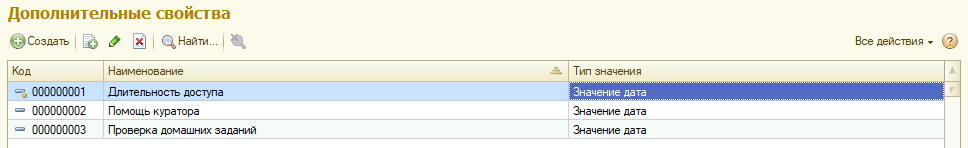 Дополнительные свойства
Создать Найти... Все действия
Код Наименование Тип значения
000000001 Длительность доступа Значение дата
000000002 Помощь куратора Значение дата
000000003 Проверка домашних заданий Значение дата